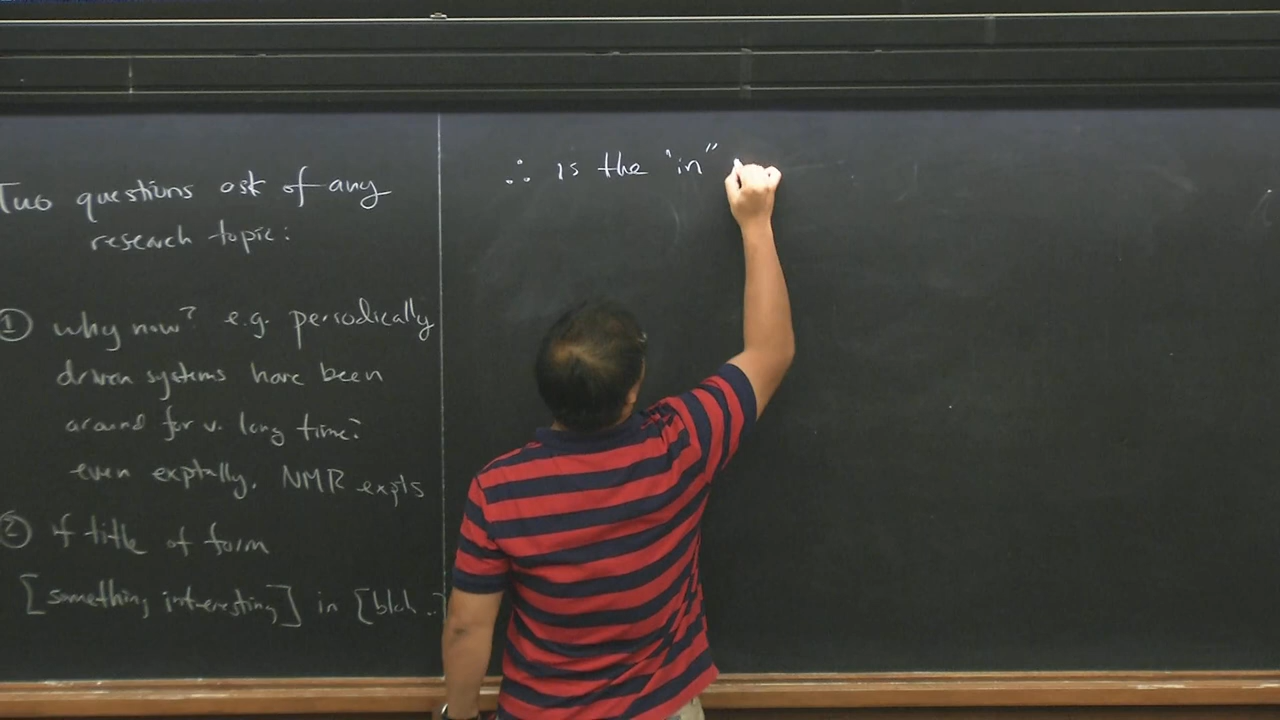 Two questions ask of any
research topic:
① why now? e.g. periodically
driven systems have been
around for v. long time?
even exptally. NMR expts
② if title of form
[something interesting] in [blah..]
∴ is the "in"